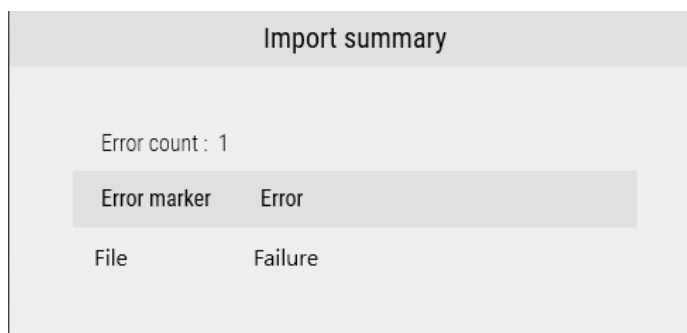 Import summary
Error count : 1
Error marker Error
File Failure